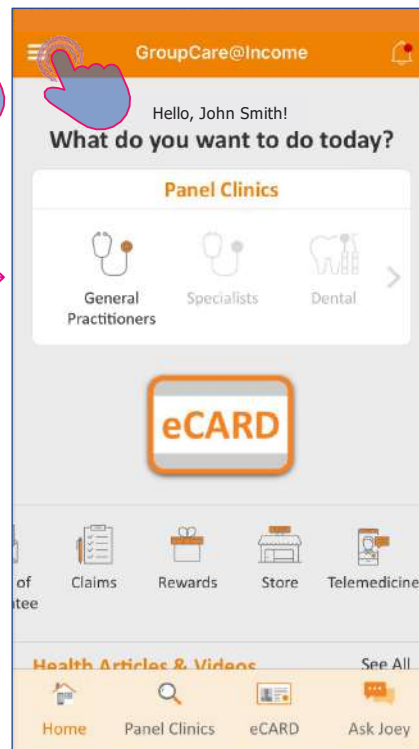 GroupCare@Income
Hello, John Smith!
What do you want to do today?
Panel Clinics
General Specialists Dental
Practitioners
eCARD
of Claims Rewards Store Telemedicine
tee
Health Articles & Videos See All
Home Panel Clinics eCARD Ask Joey